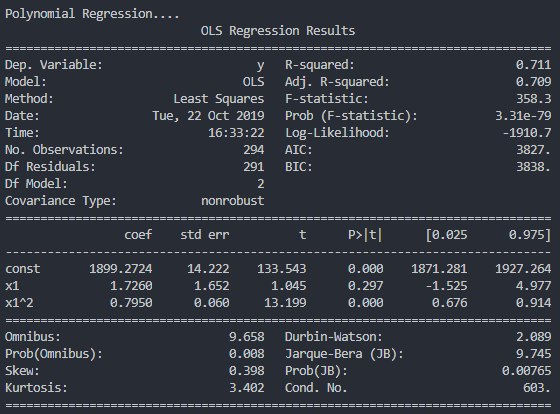 Polynomial Regression....
                            OLS Regression Results
==============================================================================
Dep. Variable:                      y   R-squared:                       0.711
Model:                            OLS   Adj. R-squared:                  0.709
Method:                 Least Squares   F-statistic:                     358.3
Date:                Tue, 22 Oct 2019   Prob (F-statistic):           3.31e-79
Time:                        16:33:22   Log-Likelihood:                -1910.7
No. Observations:                 294   AIC:                             3827.
Df Residuals:                     291   BIC:                             3838.
Df Model:                           2
Covariance Type:            nonrobust
==============================================================================
                 coef    std err          t      P>|t|      [0.025      0.975]
------------------------------------------------------------------------------
const       1899.2724     14.222    133.543      0.000    1871.281    1927.264
x1             1.7260      1.652      1.045      0.297      -1.525       4.977
x1^2           0.7950      0.060     13.199      0.000       0.676       0.914
==============================================================================
Omnibus:                        9.658   Durbin-Watson:                   2.089
Prob(Omnibus):                  0.008   Jarque-Bera (JB):                9.745
Skew:                           0.398   Prob(JB):                      0.00765
Kurtosis:                       3.402   Cond. No.                         603.
==============================================================================